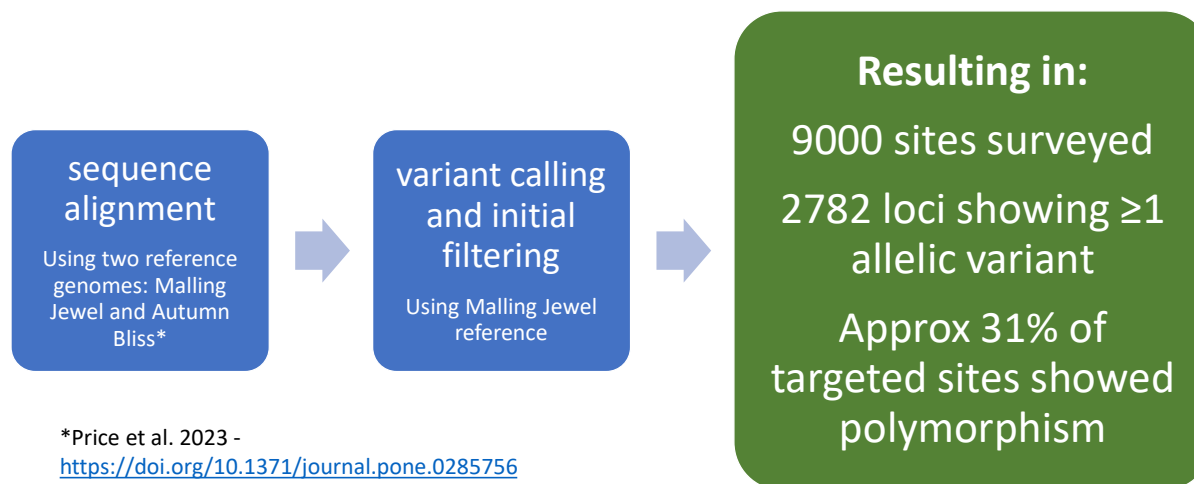 sequence
alignment
Using two reference
genomes: Malling
Jewel and Autumn
Bliss*
variant calling
and initial
filtering
Using Malling Jewel
reference
Resulting in:
9000 sites surveyed
2782 loci showing ≥1
allelic variant
Approx 31% of
targeted sites showed
polymorphism
*Price et al. 2023 -
https://doi.org/10.1371/journal.pone.0285756